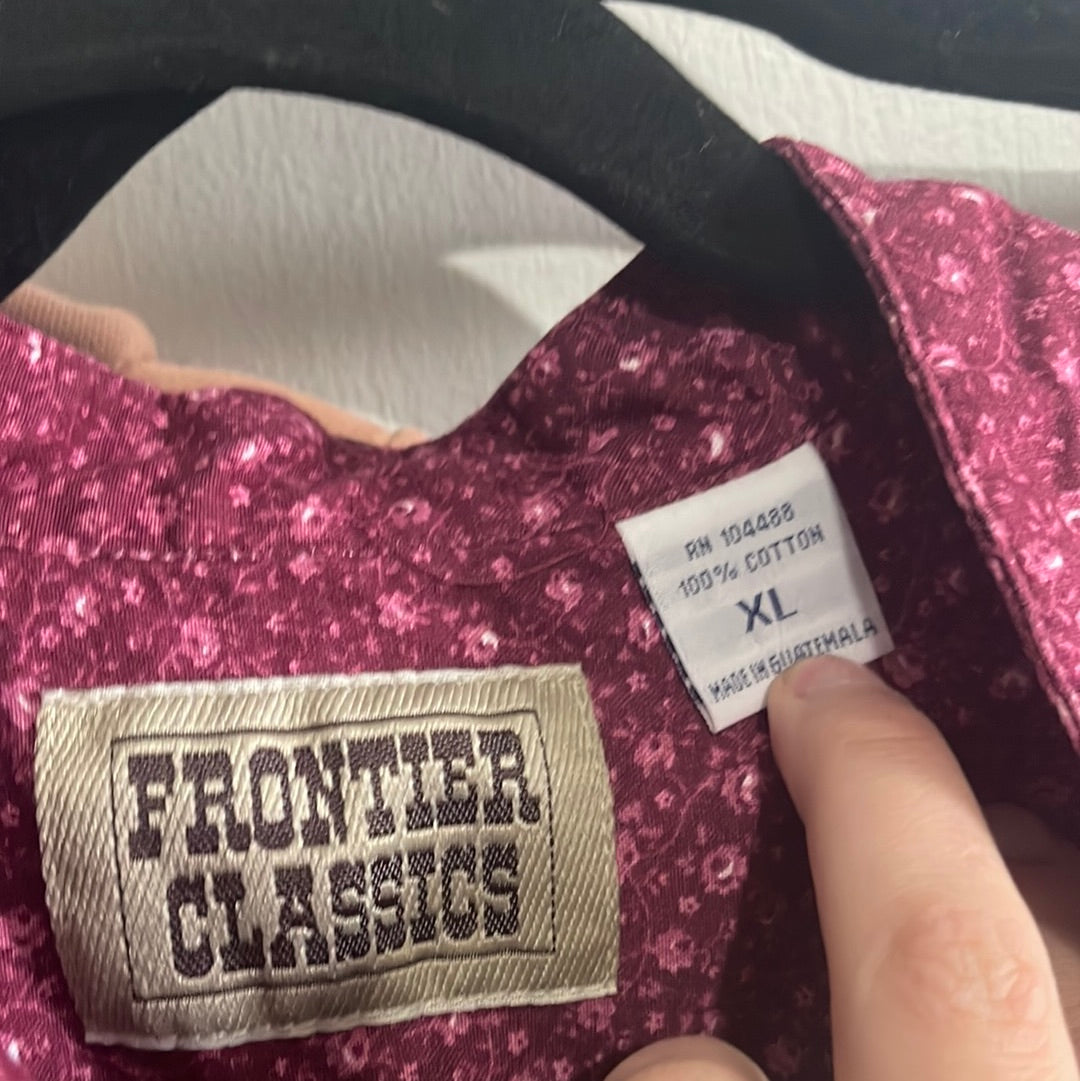 RN 104488
100% COTTON
XL
MADE IN GUATEMALA
FRONTIER
CLASSICS